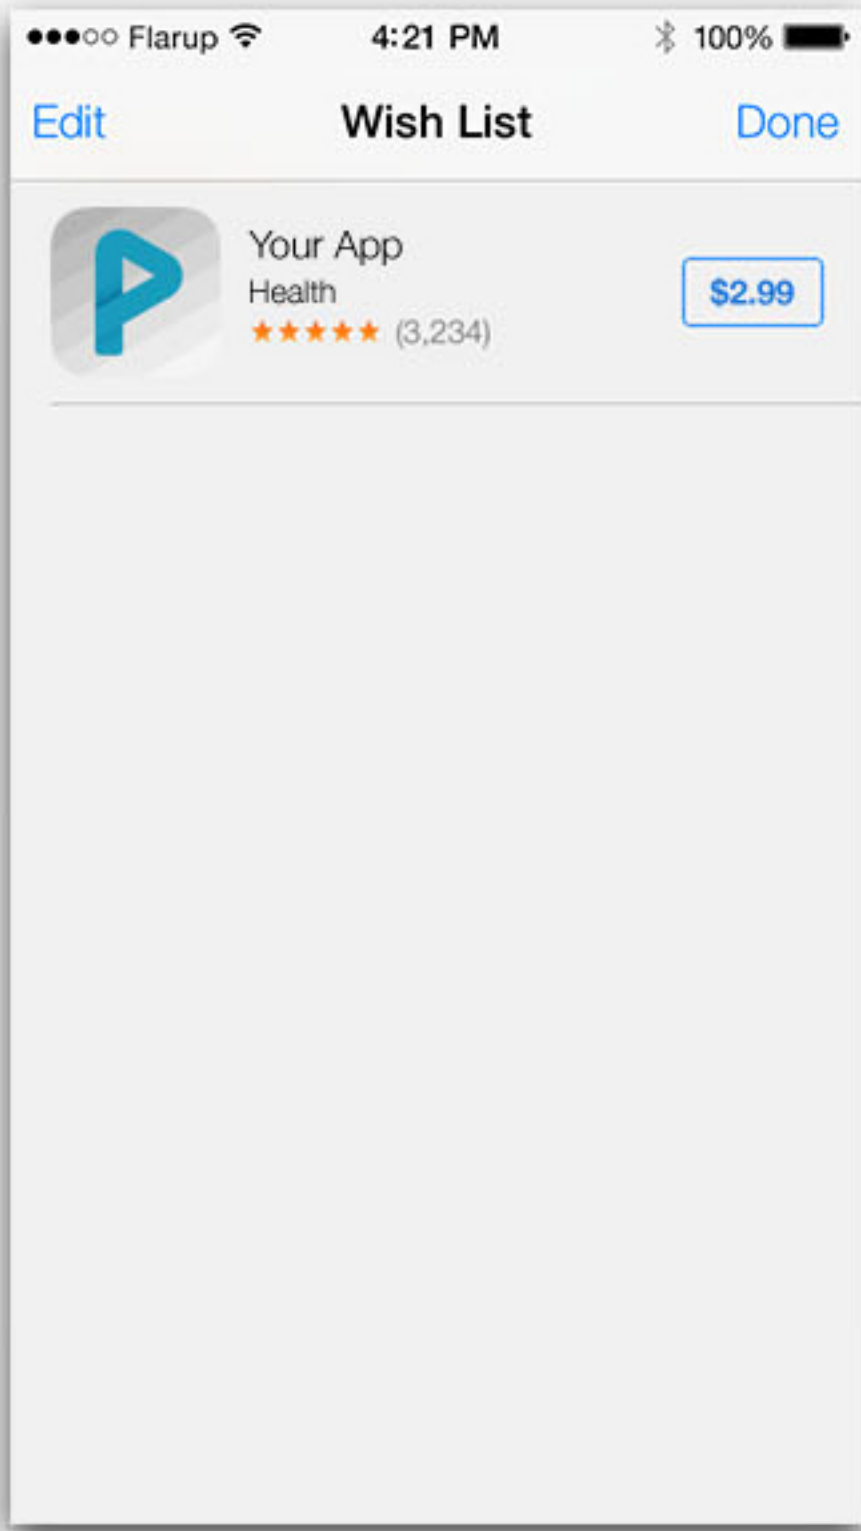 Flarup 4:21 PM 100%
Edit Wish List Done
Your App
Health
$2.99
(3,234)